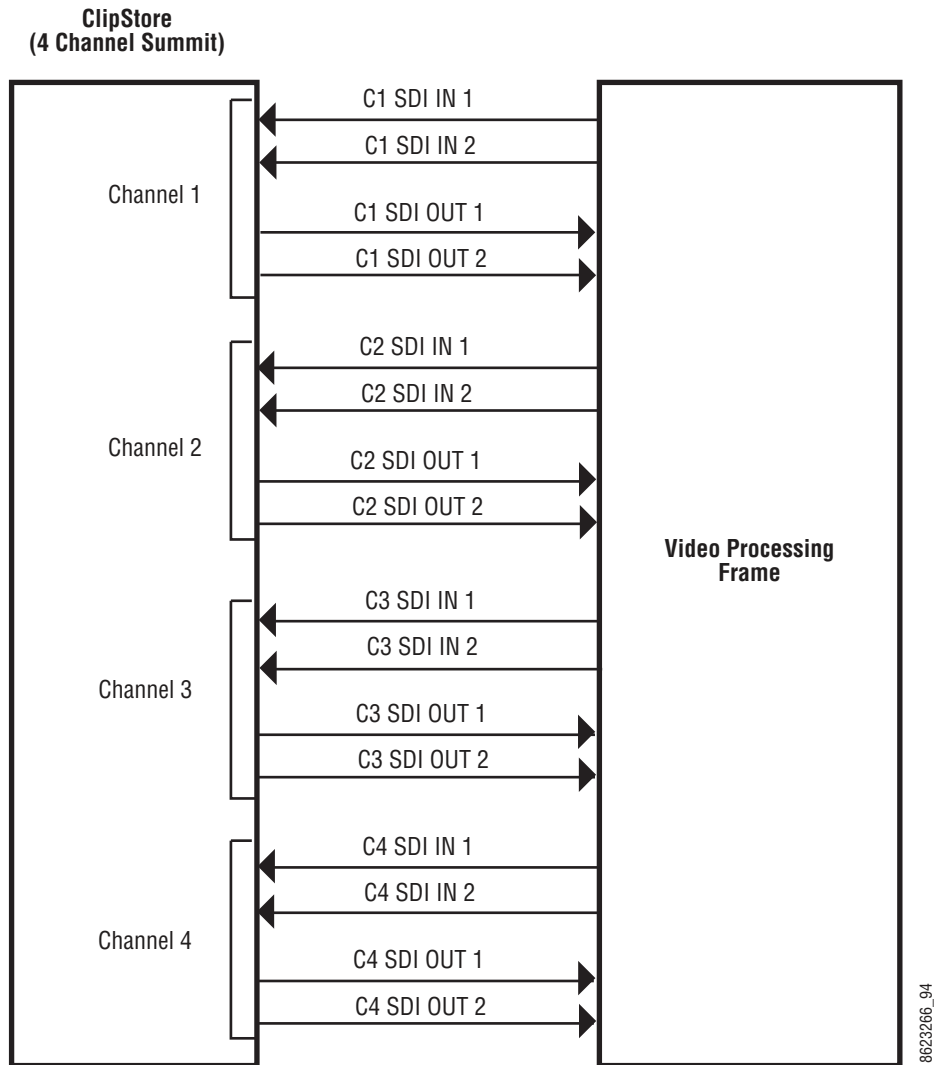 ClipStore
(4 Channel Summit)
C1 SDI IN 1
C1 SDI IN 2
Channel 1
C1 SDI OUT 1
C1 SDI OUT 2
C2 SDI IN 1
C2 SDI IN 2
Channel 2
C2 SDI OUT 1
C2 SDI OUT 2
Video Processing
Frame
C3 SDI IN 1
C3 SDI IN 2
Channel 3
C3 SDI OUT 1
C3 SDI OUT 2
C4 SDI IN 1
C4 SDI IN 2
Channel 4
C4 SDI OUT 1
C4 SDI OUT 2
8623266_94